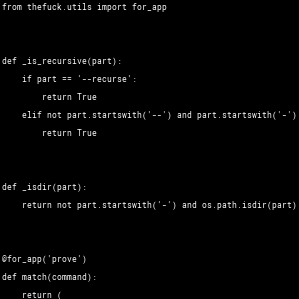 from thefuck.utils import for_app
def _is_recursive(part):
    if part == '--recurse':
        return True
    elif not part.startswith('--') and part.startswith('-')
        return True
def _isdir(part):
    return not part.startswith('-') and os.path.isdir(part)
@for_app('prove')
def match(command):
    return (